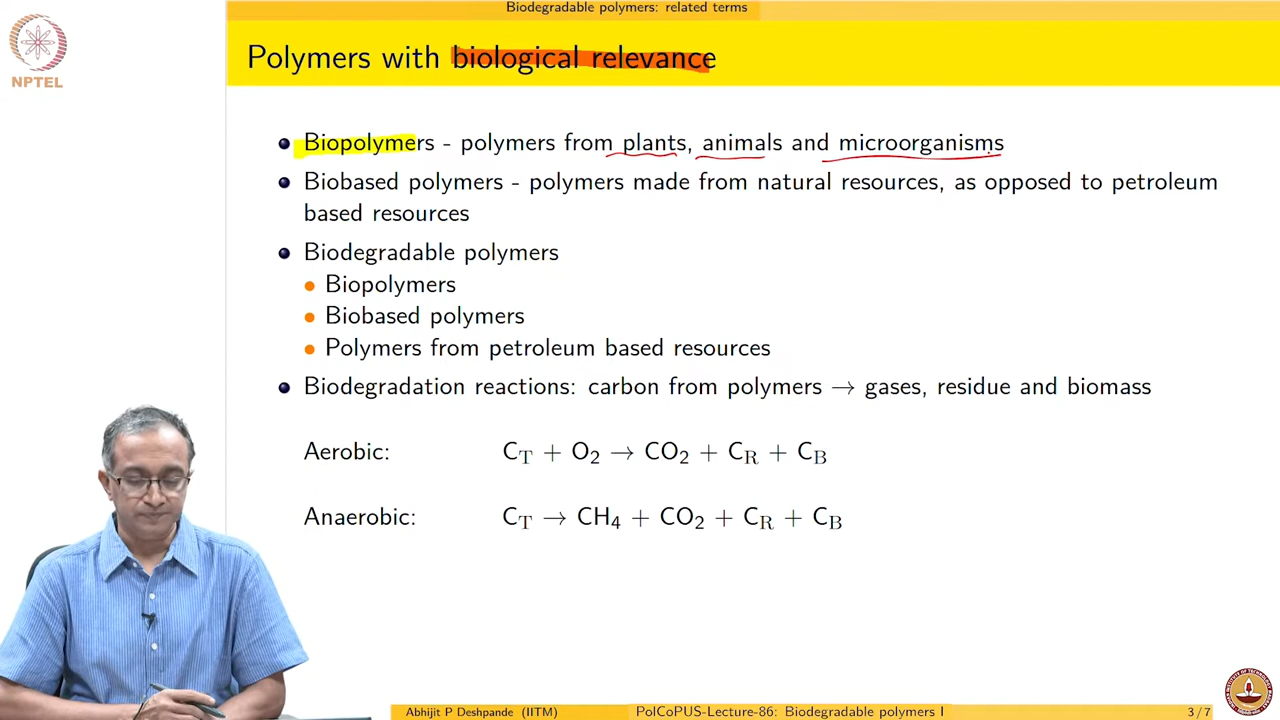 Biodegradable polymers: related terms
NPTEL
Polymers with biological relevance
Biopolymers - polymers from plants, animals and microorganisms
Biobased polymers - polymers made from natural resources, as opposed to petroleum
based resources
Biodegradable polymers
Biopolymers
Biobased polymers
Polymers from petroleum based resources
Biodegradation reactions: carbon from polymers → gases, residue and biomass
Aerobic: C_T + O₂ → CO₂ + C_R + C_B
Anaerobic: C_T → CH₄ + CO₂ + C_R + C_B
Abhijit P Deshpande (IITM) PolCoPUS-Lecture-86: Biodegradable polymers I 3/7